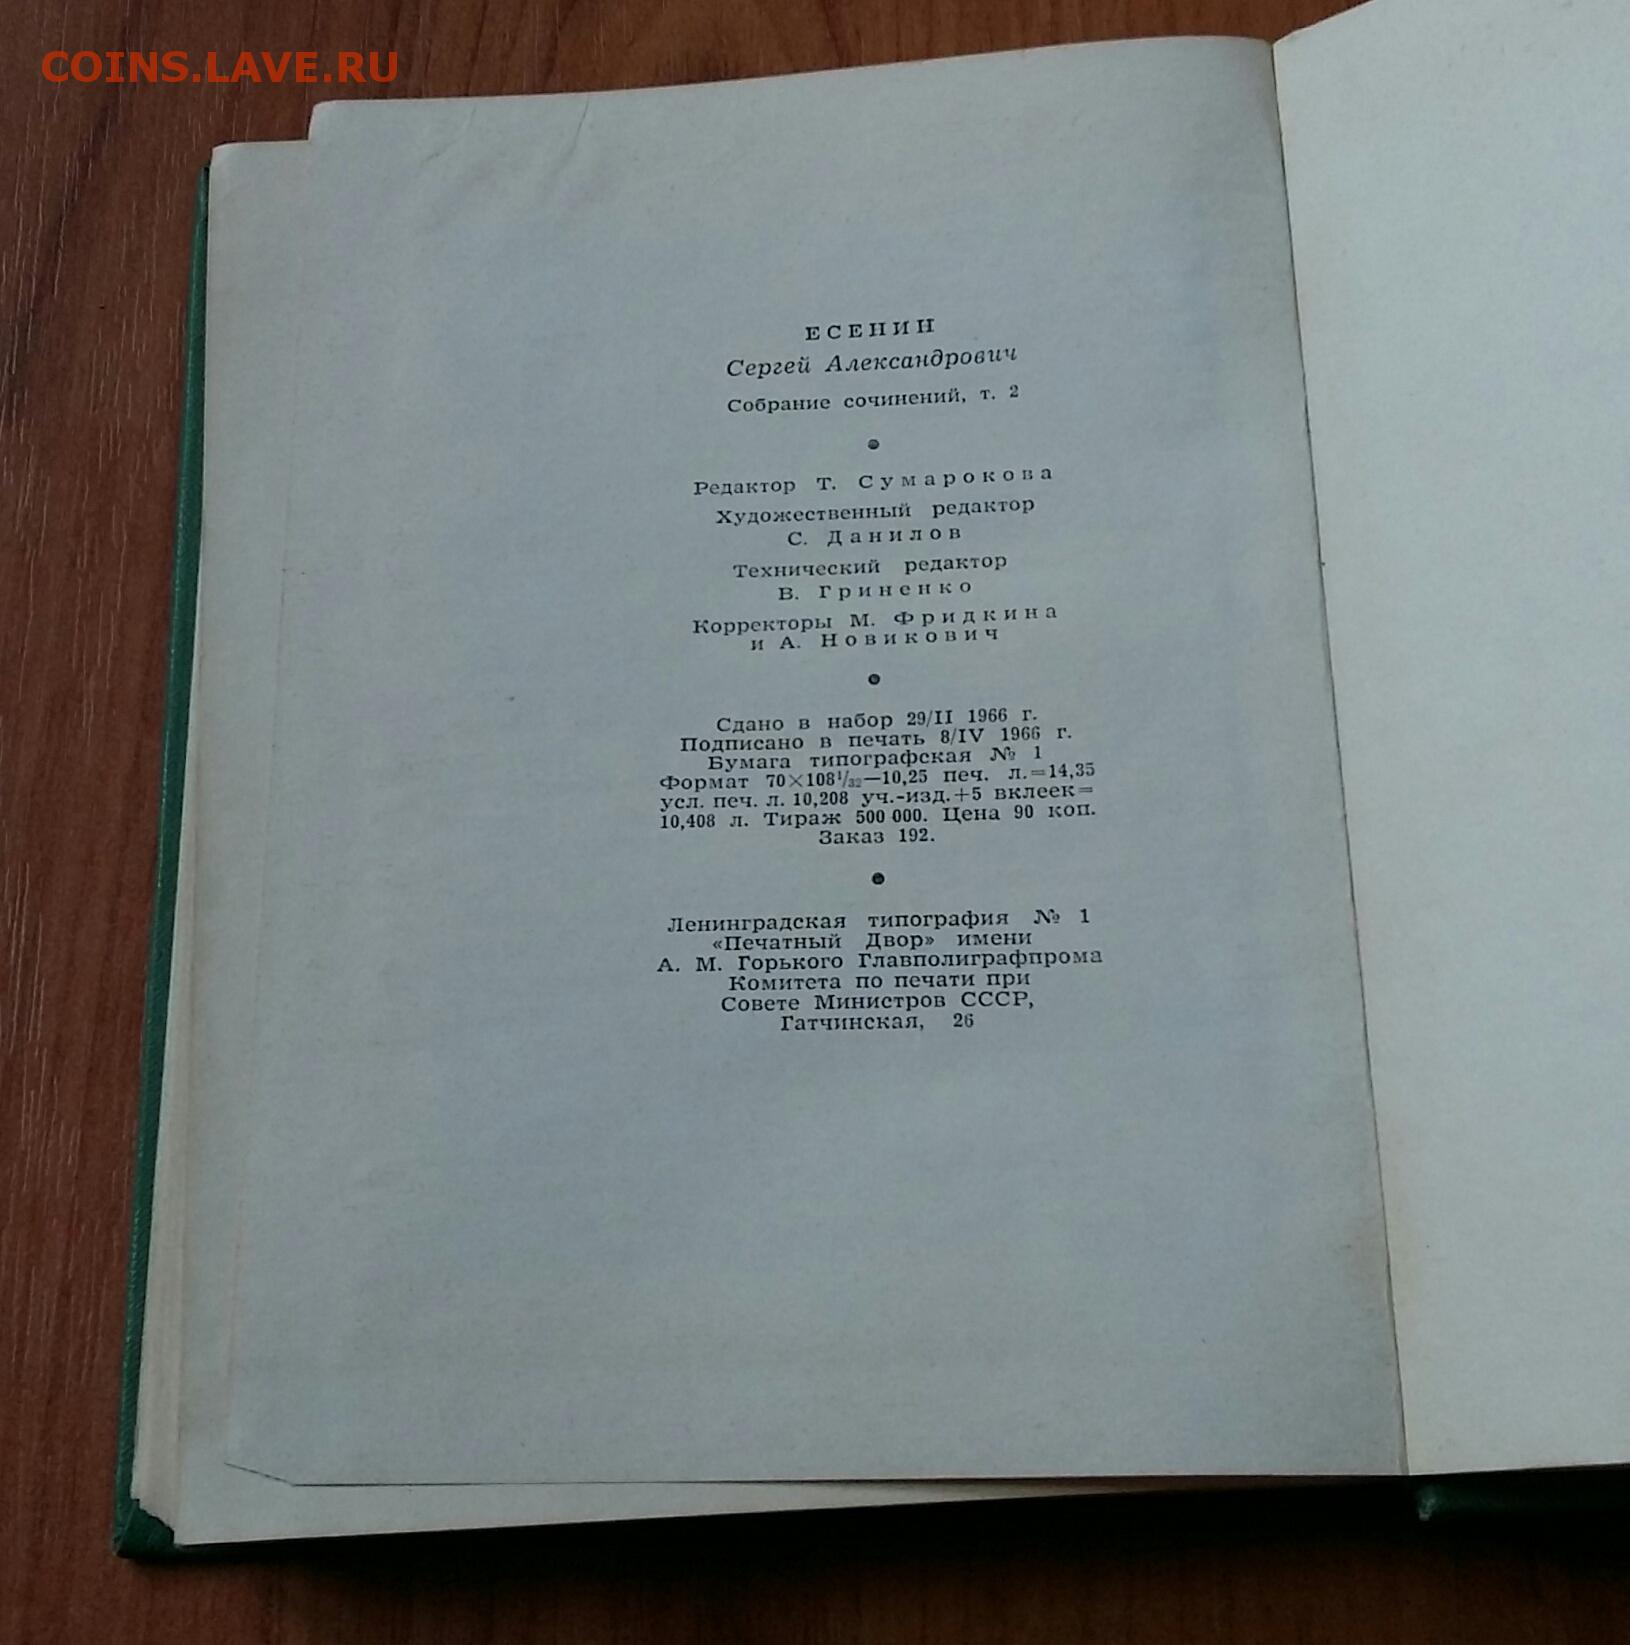 COINS.LAVE.RU
ЕСЕНИН
Сергей Александрович
Собрание сочинений, т. 2
Редактор Т. Сумарокова
Художественный редактор
С. Данилов
Технический редактор
В. Гриненко
Корректоры М. Фридкина
и А. Новикович
Сдано в набор 29/II 1966 г.
Подписано в печать 8/IV 1966 г.
Бумага типографская № 1
Формат 70×108¹/₃₂—10,25 печ. л.=14,35
усл. печ. л. 10,208 уч.-изд.+5 вклеек=
10,408 л. Тираж 500 000. Цена 90 коп.
Заказ 192.
Ленинградская типография № 1
«Печатный Двор» имени
А. М. Горького Главполиграфпрома
Комитета по печати при
Совете Министров СССР,
Гатчинская, 26